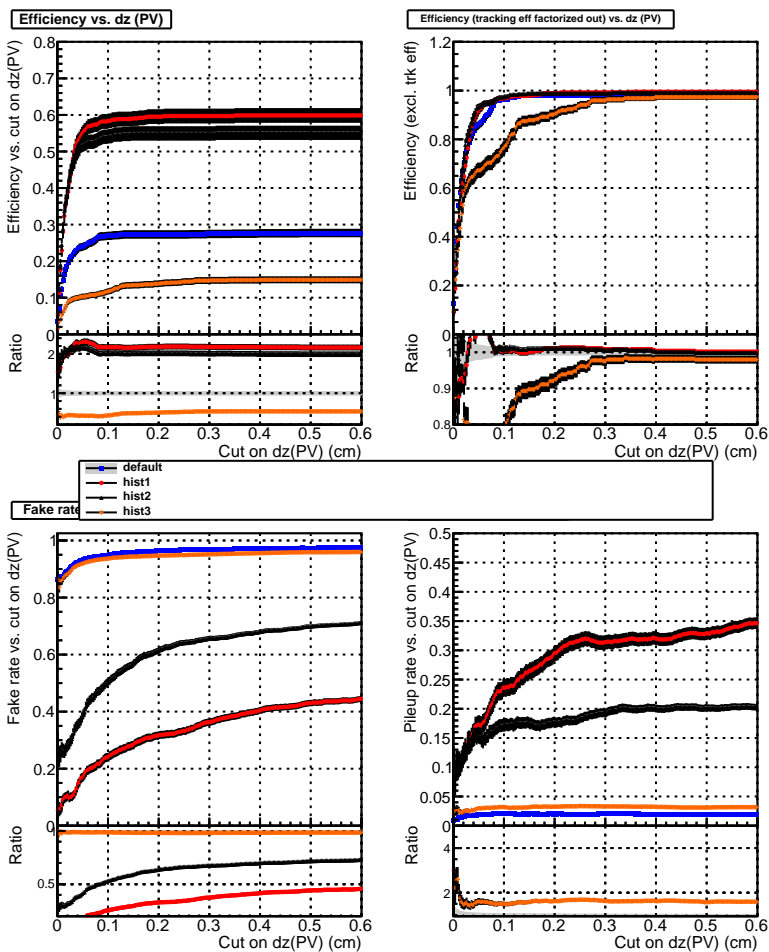 Efficiency vs. dz (PV)
Efficiency (tracking eff factorized out) vs. dz (PV)
Efficiency vs. cut on dz(PV)
0.8
0.7
0.6
0.5
0.4
0.3
0.2
0.1
0
Ratio
2
1
0 0.1 0.2 0.3 0.4 0.5 0.6
Cut on dz(PV) (cm)
Efficiency (excl. trk eff)
1.2
1
0.8
0.6
0.4
0.2
0
Ratio
1
0.9
0.8
0 0.1 0.2 0.3 0.4 0.5 0.6
Cut on dz(PV) (cm)
default
hist1
hist2
hist3
Fake rate
Fake rate vs. cut on dz(PV)
1
0.8
0.6
0.4
0.2
0
Ratio
0.5
0 0.1 0.2 0.3 0.4 0.5 0.6
Cut on dz(PV) (cm)
Pileup rate vs. cut on dz(PV)
0.5
0.45
0.4
0.35
0.3
0.25
0.2
0.15
0.1
0.05
0
Ratio
4
2
0 0.1 0.2 0.3 0.4 0.5 0.6
Cut on dz(PV) (cm)